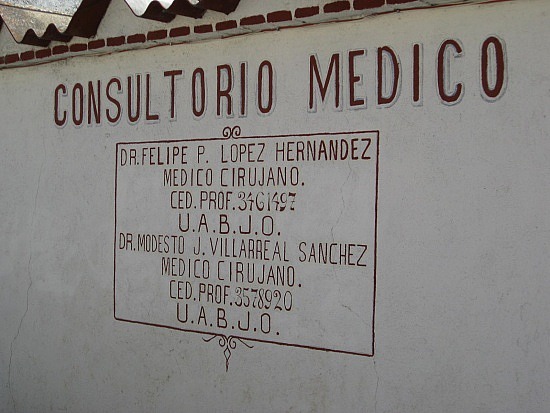 CONSULTORIO MEDICO
DR. FELIPE P. LOPEZ HERNANDEZ
MEDICO CIRUJANO.
CED. PROF. 3461497
U.A.B.J.O.
DR. MODESTO J. VILLARREAL SANCHEZ
MEDICO CIRUJANO.
CED. PROF. 3578920
U.A.B.J.O.